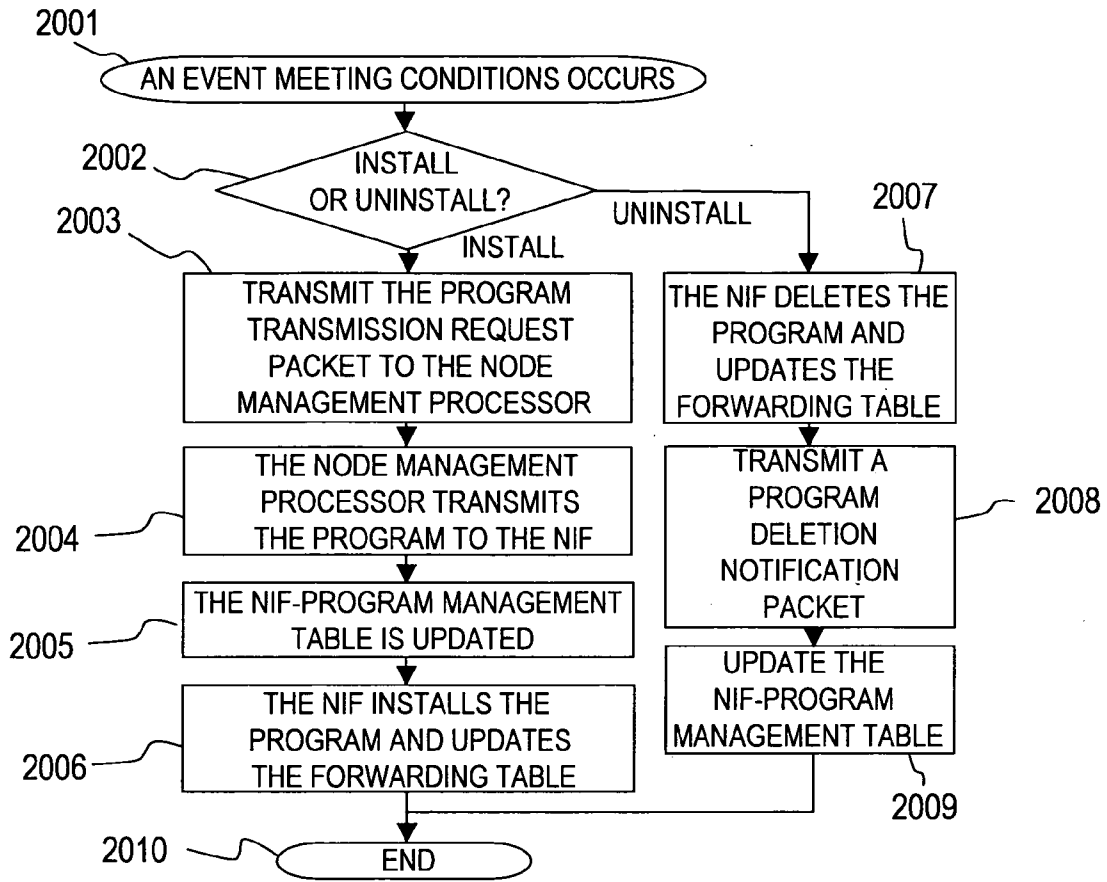 2001
AN EVENT MEETING CONDITIONS OCCURS
2002
INSTALL
OR UNINSTALL?
UNINSTALL
INSTALL
2003
TRANSMIT THE PROGRAM
TRANSMISSION REQUEST
PACKET TO THE NODE
MANAGEMENT PROCESSOR
2004
THE NODE MANAGEMENT
PROCESSOR TRANSMITS
THE PROGRAM TO THE NIF
2005
THE NIF-PROGRAM MANAGEMENT
TABLE IS UPDATED
2006
THE NIF INSTALLS THE
PROGRAM AND UPDATES
THE FORWARDING TABLE
2007
THE NIF DELETES THE
PROGRAM AND
UPDATES THE
FORWARDING TABLE
2008
TRANSMIT A
PROGRAM
DELETION
NOTIFICATION
PACKET
UPDATE THE
NIF-PROGRAM
MANAGEMENT TABLE
2009
2010
END